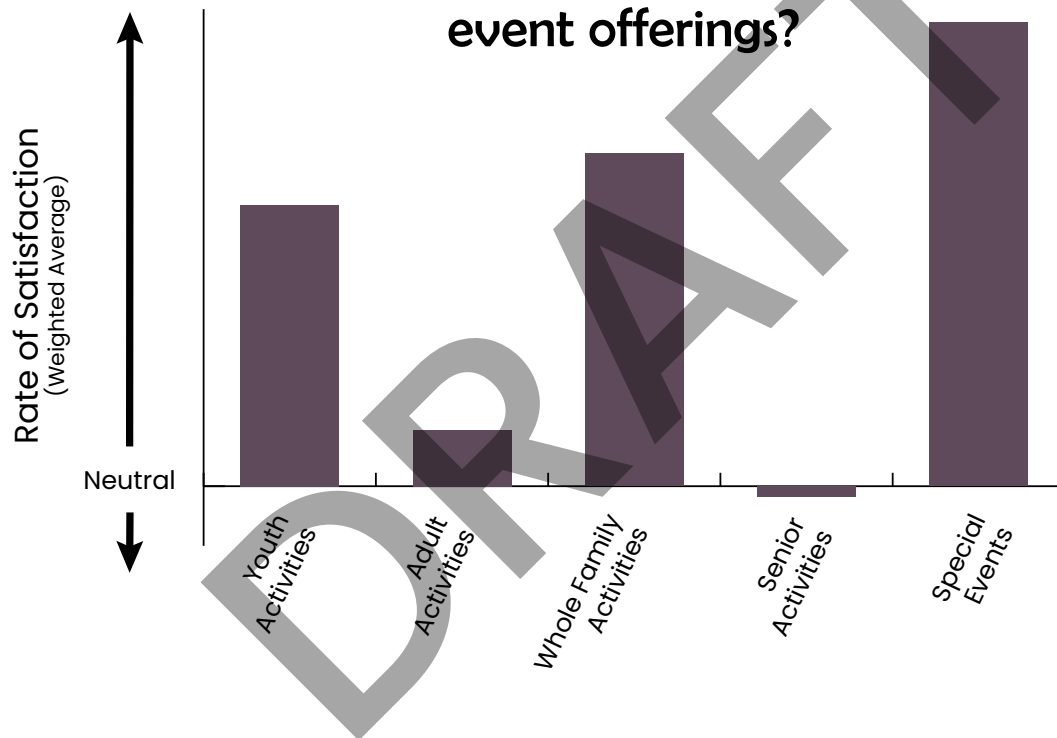 event offerings?
Rate of Satisfaction
(Weighted Average)
Neutral
Youth
Activities
Adult
Activities
Whole Family
Activities
Senior
Activities
Special
Events
DRAFT